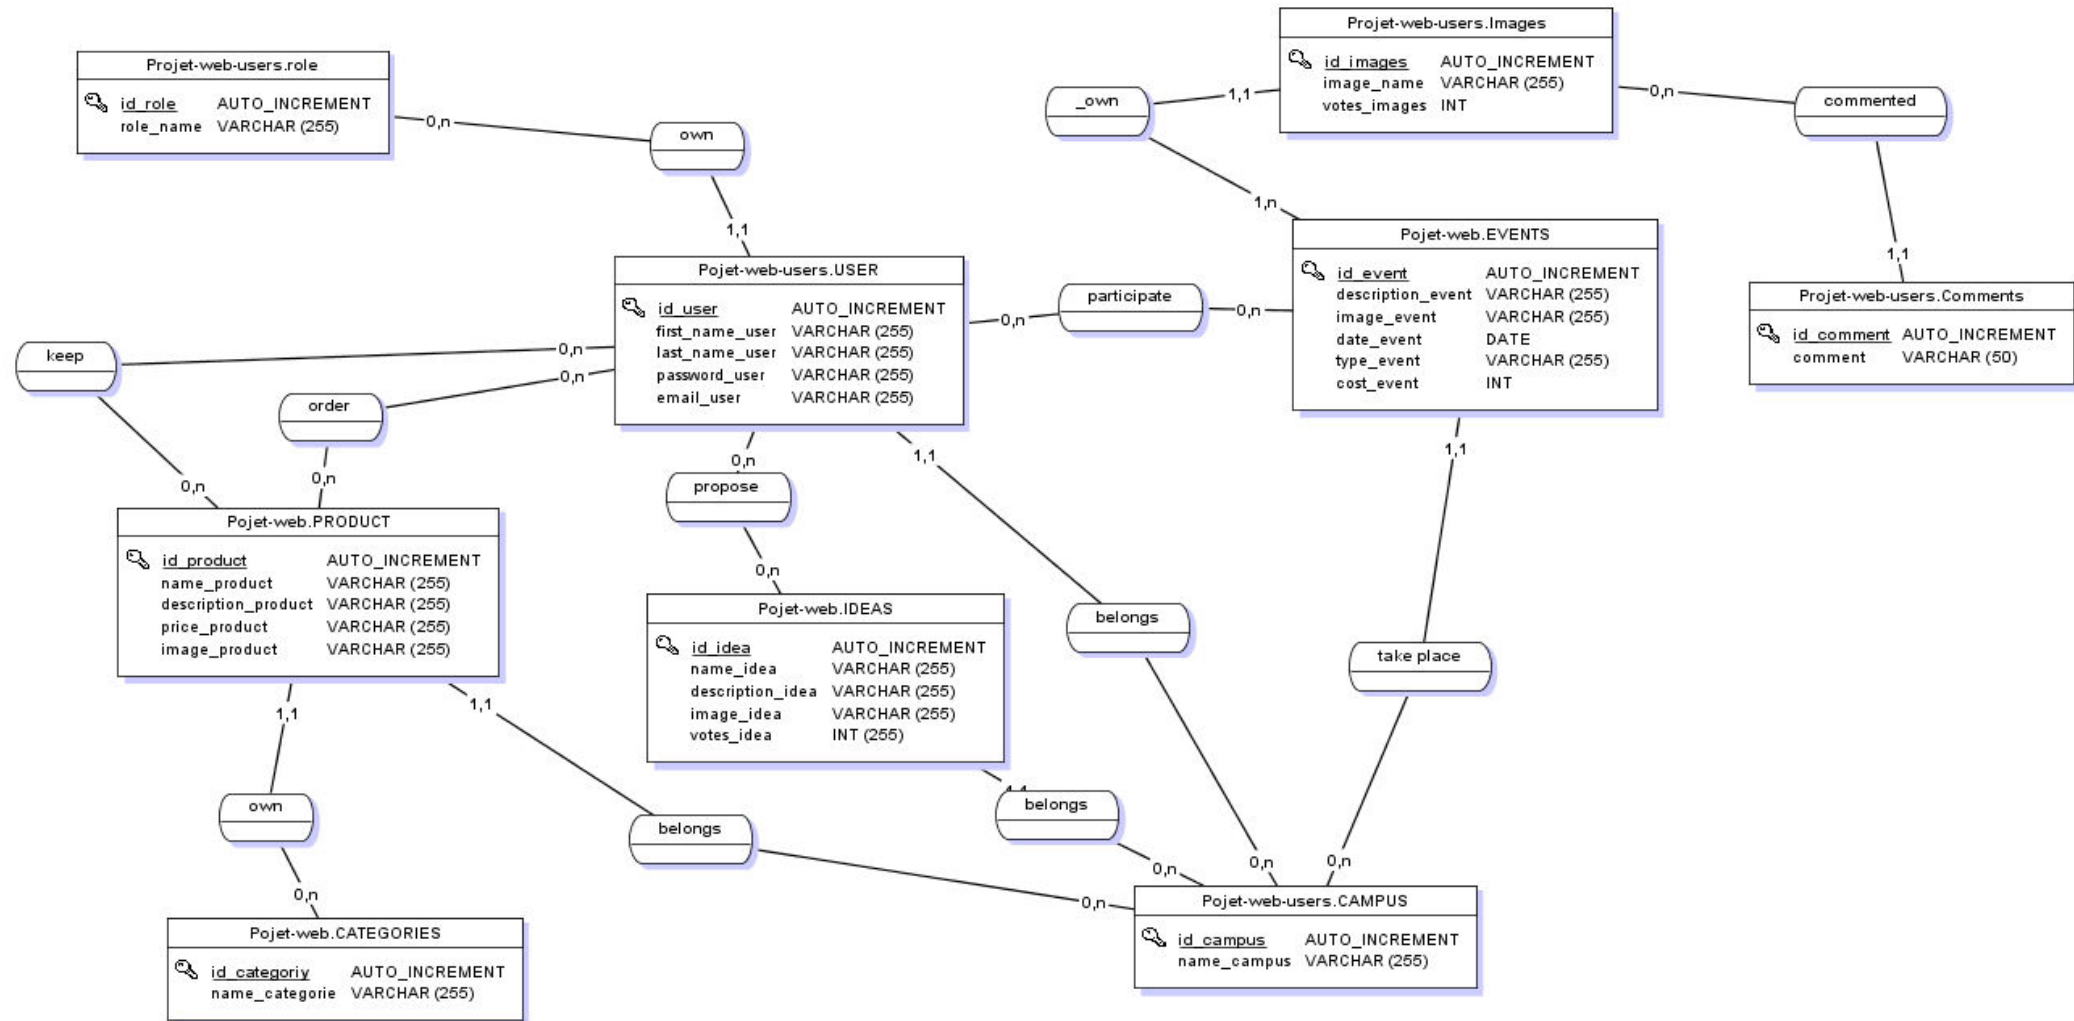 Projet-web-users.role
id_role AUTO_INCREMENT
role_name VARCHAR (255)
0,n
own
1,1
Projet-web-users.Images
id_images AUTO_INCREMENT
image_name VARCHAR (255)
votes_images INT
_own
1,1
1,n
0,n
commented
1,1
Projet-web-users.Comments
id_comment AUTO_INCREMENT
comment VARCHAR (50)
Pojet-web-users.USER
id_user AUTO_INCREMENT
first_name_user VARCHAR (255)
last_name_user VARCHAR (255)
password_user VARCHAR (255)
email_user VARCHAR (255)
0,n
participate
0,n
Pojet-web.EVENTS
id_event AUTO_INCREMENT
description_event VARCHAR (255)
image_event VARCHAR (255)
date_event DATE
type_event VARCHAR (255)
cost_event INT
keep
0,n
0,n
order
0,n
0,n
Pojet-web.PRODUCT
id_product AUTO_INCREMENT
name_product VARCHAR (255)
description_product VARCHAR (255)
price_product VARCHAR (255)
image_product VARCHAR (255)
0,n
propose
0,n
Pojet-web.IDEAS
id_idea AUTO_INCREMENT
name_idea VARCHAR (255)
description_idea VARCHAR (255)
image_idea VARCHAR (255)
votes_idea INT (255)
1,1
belongs
0,n
1,1
take place
0,n
1,1
own
0,n
Pojet-web.CATEGORIES
id_categoriy AUTO_INCREMENT
name_categorie VARCHAR (255)
1,1
belongs
0,n
belongs
0,n
Pojet-web-users.CAMPUS
id_campus AUTO_INCREMENT
name_campus VARCHAR (255)